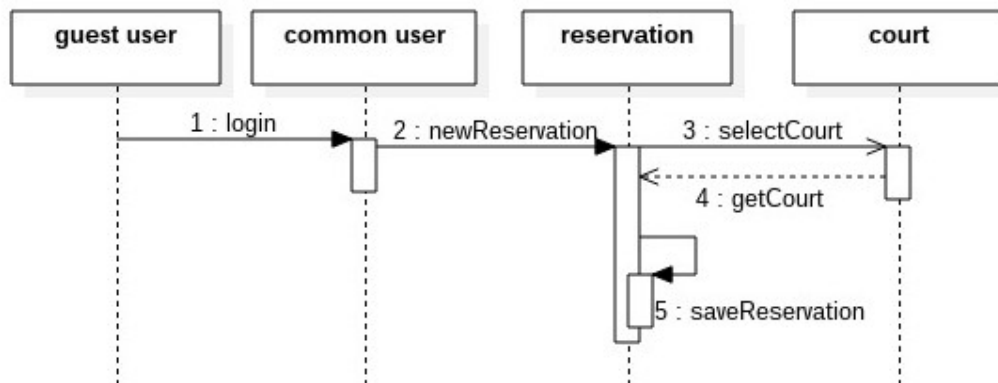 guest user
common user
reservation
court
1 : login
2 : newReservation
3 : selectCourt
4 : getCourt
5 : saveReservation